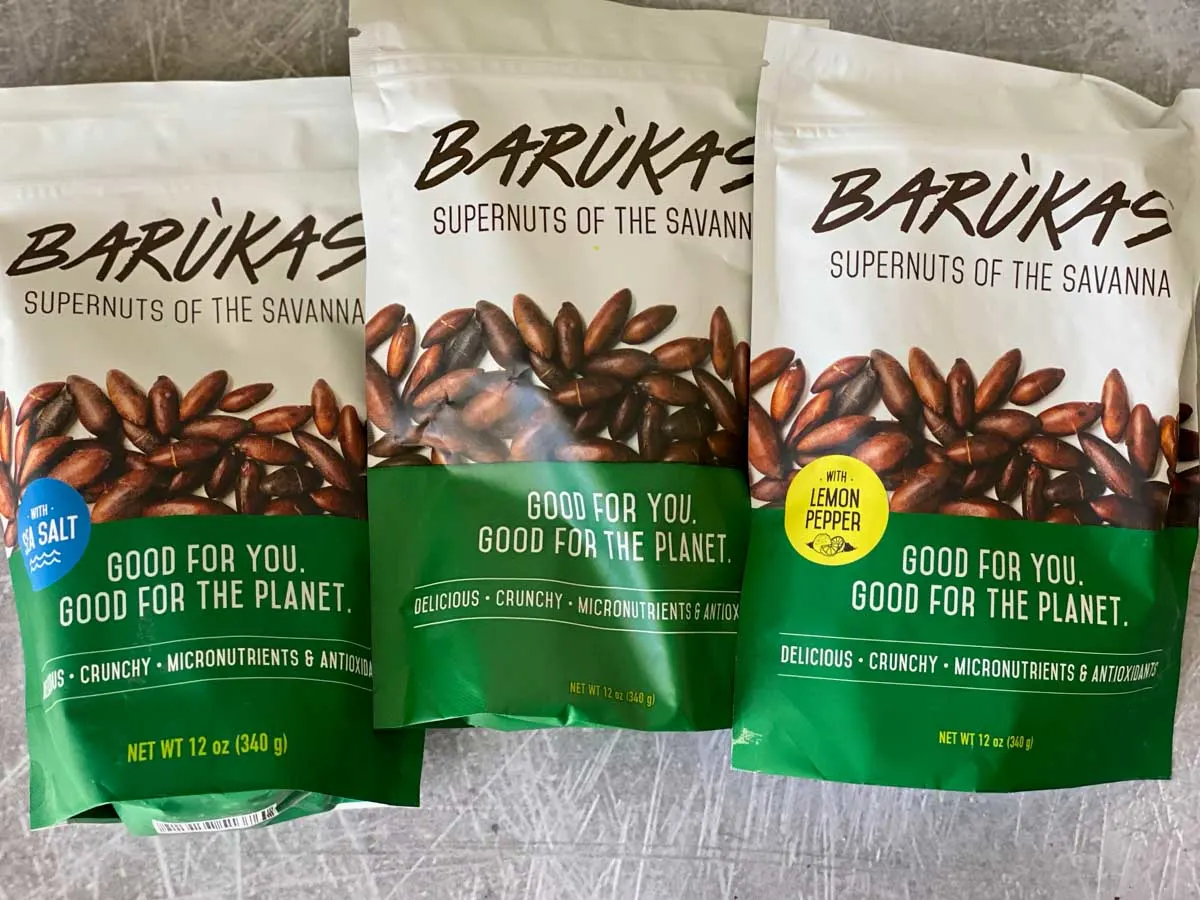 BARÙKAS
SUPERNUTS OF THE SAVANNA
WITH
SEA SALT
GOOD FOR YOU.
GOOD FOR THE PLANET.
CRUNCHY • MICRONUTRIENTS &
NET WT 12 oz (340 g)
BARÙKAS
SUPERNUTS OF THE SAVANN
GOOD FOR YOU.
GOOD FOR THE PLANET.
DELICIOUS • CRUNCHY • MICRONUTRIENTS & ANTIOX
NET WT 12 oz (340 g)
BARÙKAS
SUPERNUTS OF THE SAVANNA
• WITH •
LEMON
PEPPER
GOOD FOR YOU.
GOOD FOR THE PLANET.
DELICIOUS • CRUNCHY • MICRONUTRIENTS & ANTIOXIDANTS
NET WT 12 oz (340 g)